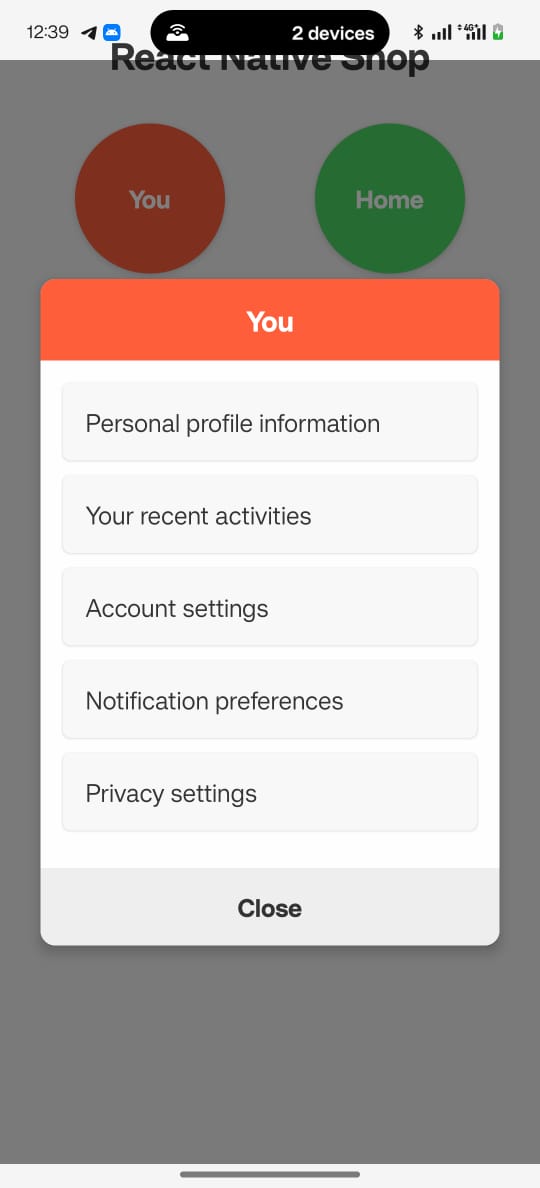 12:39
2 devices
4G+
React Native Shop
You
Home
You
Personal profile information
Your recent activities
Account settings
Notification preferences
Privacy settings
Close